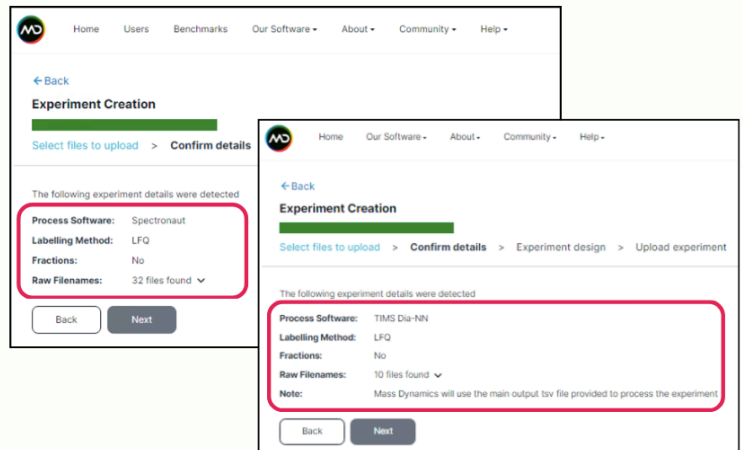 MD Home Users Benchmarks Our Software About Community Help
←Back
Experiment Creation
Select files to upload > Confirm details
The following experiment details were detected
Process Software: Spectronaut
Labelling Method: LFQ
Fractions: No
Raw Filenames: 32 files found
Back Next
MD Home Our Software About Community Help
←Back
Experiment Creation
Select files to upload > Confirm details > Experiment design > Upload experiment
The following experiment details were detected
Process Software: TIMS Dia-NN
Labelling Method: LFQ
Fractions: No
Raw Filenames: 10 files found
Note: Mass Dynamics will use the main output tsv file provided to process the experiment
Back Next